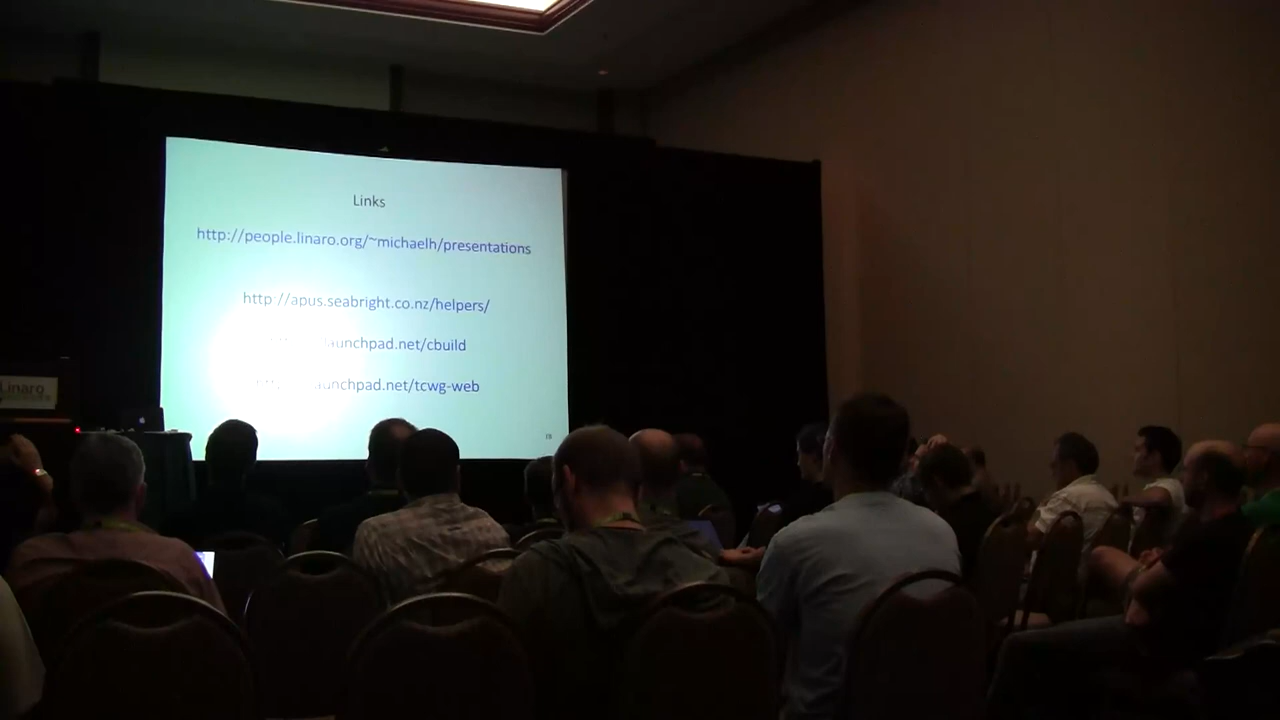 Links
http://people.linaro.org/~michaelh/presentations
http://apus.seabright.co.nz/helpers/
launchpad.net/cbuild
launchpad.net/tcwg-web
19
Linaro